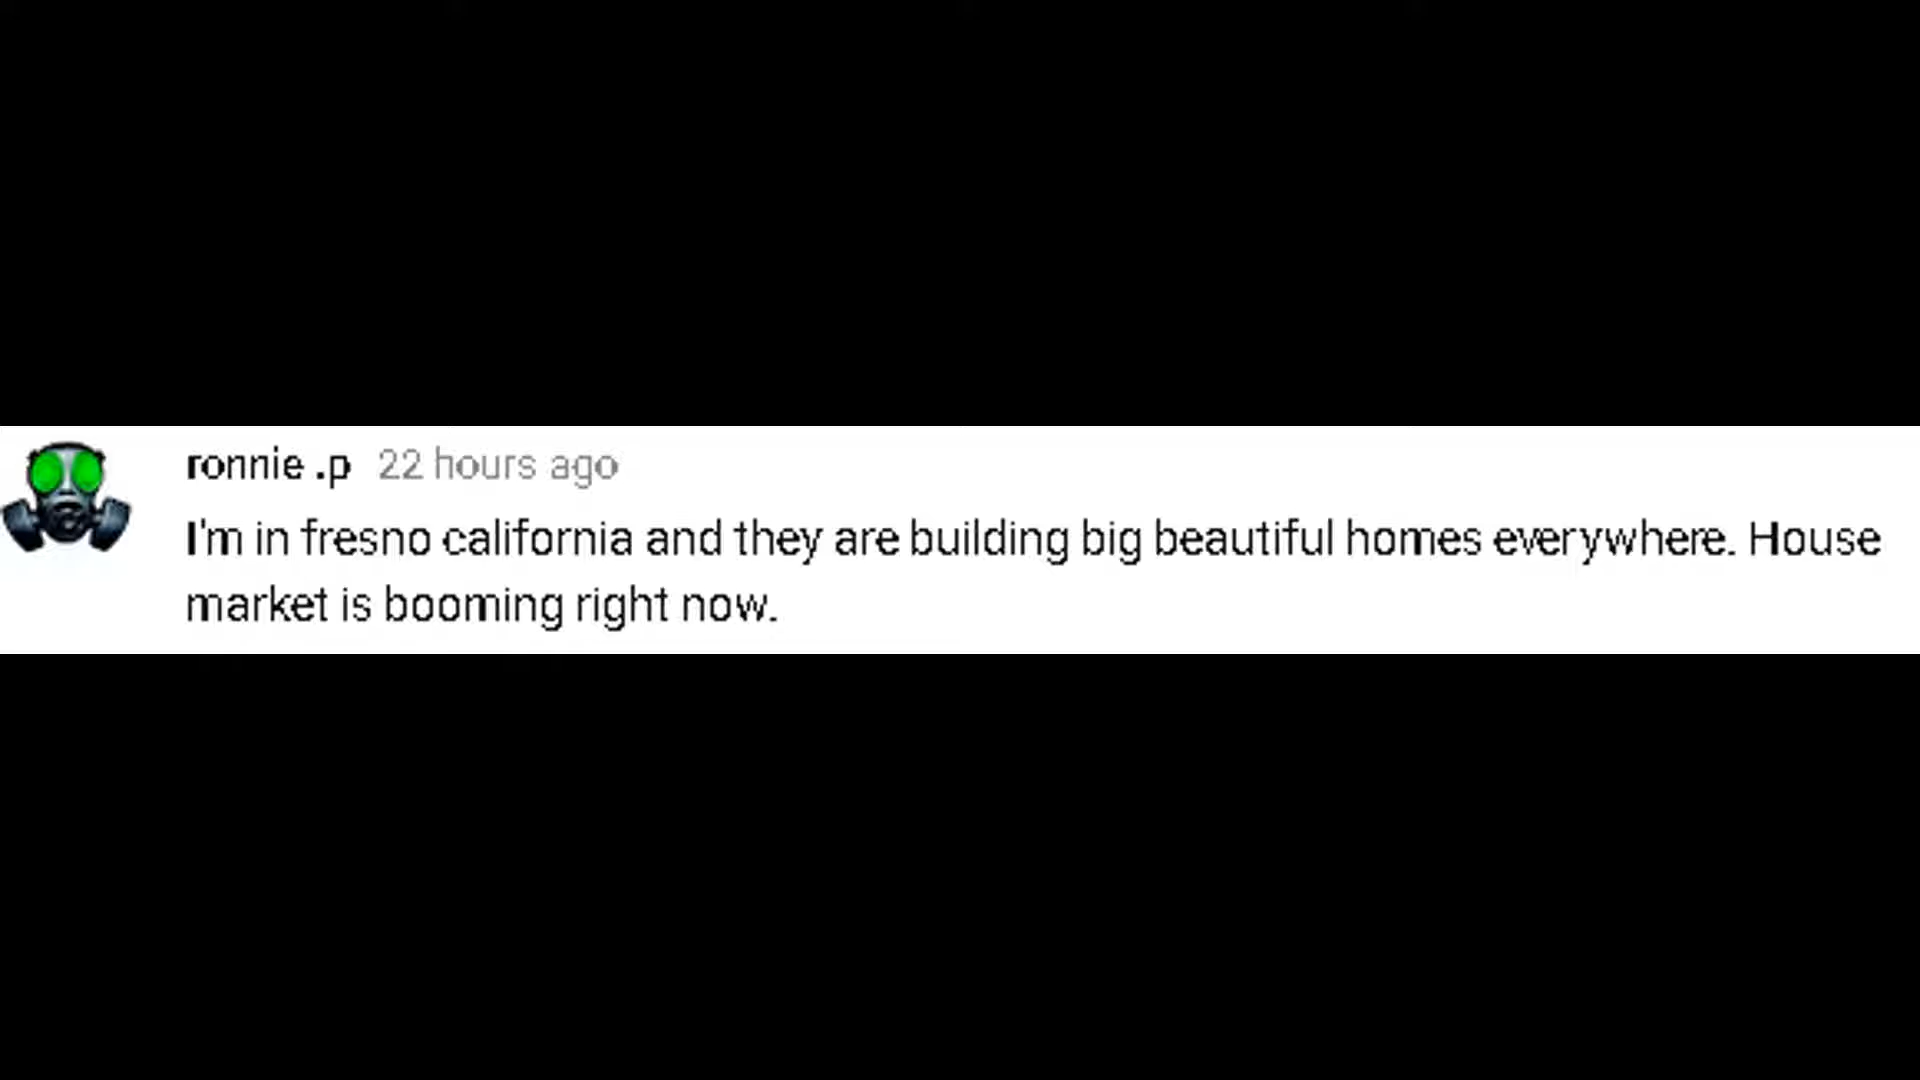 ronnie .p 22 hours ago
I'm in fresno california and they are building big beautiful homes everywhere. House
market is booming right now.